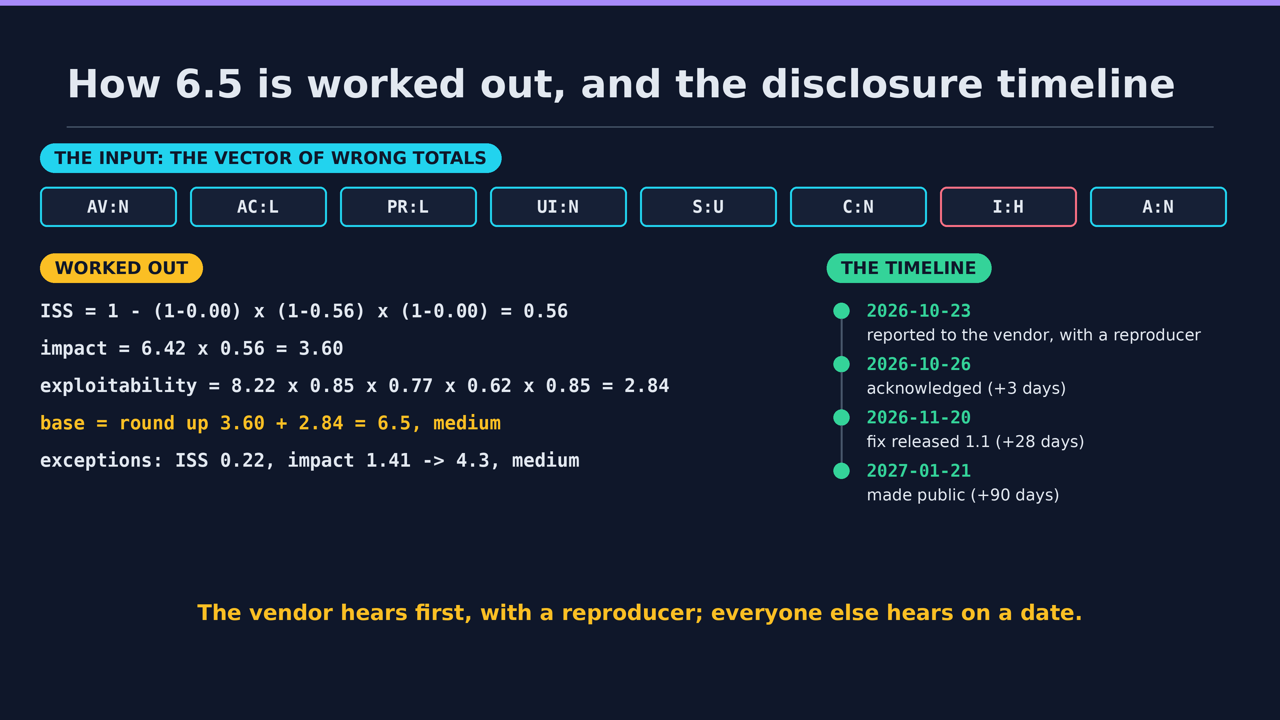 How 6.5 is worked out, and the disclosure timeline
THE INPUT: THE VECTOR OF WRONG TOTALS
AV:N
AC:L
PR:L
UI:N
S:U
C:N
I:H
A:N
WORKED OUT
ISS = 1 - (1-0.00) x (1-0.56) x (1-0.00) = 0.56
impact = 6.42 x 0.56 = 3.60
exploitability = 8.22 x 0.85 x 0.77 x 0.62 x 0.85 = 2.84
base = round up 3.60 + 2.84 = 6.5, medium
exceptions: ISS 0.22, impact 1.41 -> 4.3, medium
THE TIMELINE
2026-10-23
reported to the vendor, with a reproducer
2026-10-26
acknowledged (+3 days)
2026-11-20
fix released 1.1 (+28 days)
2027-01-21
made public (+90 days)
The vendor hears first, with a reproducer; everyone else hears on a date.